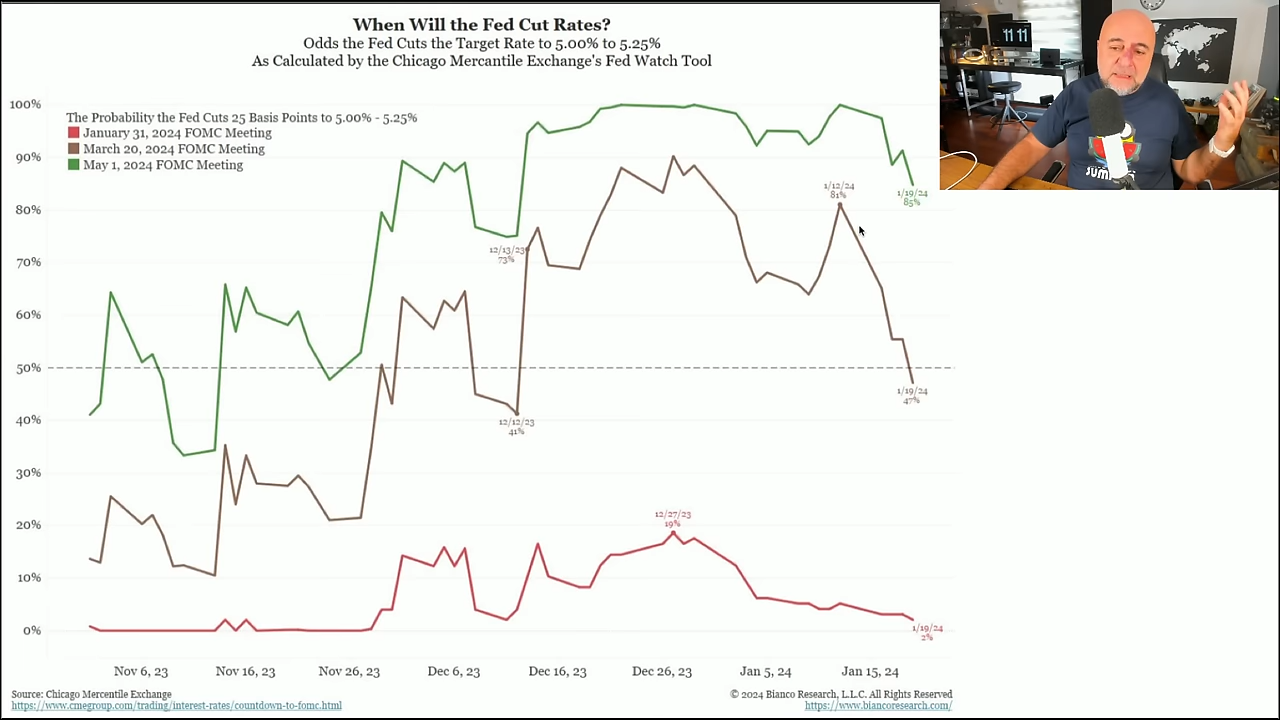 When Will the Fed Cut Rates?
Odds the Fed Cuts the Target Rate to 5.00% to 5.25%
As Calculated by the Chicago Mercantile Exchange's Fed Watch Tool
11 11
100%
The Probability the Fed Cuts 25 Basis Points to 5.00% - 5.25%
January 31, 2024 FOMC Meeting
March 20, 2024 FOMC Meeting
May 1, 2024 FOMC Meeting
90%
80%
70%
60%
50%
40%
30%
20%
10%
0%
1/12/24
81%
1/19/24
85%
12/13/23
73%
1/19/24
47%
12/12/23
41%
12/27/23
19%
1/19/24
2%
Nov 6, 23
Nov 16, 23
Nov 26, 23
Dec 6, 23
Dec 16, 23
Dec 26, 23
Jan 5, 24
Jan 15, 24
Source: Chicago Mercantile Exchange
https://www.cmegroup.com/trading/interest-rates/countdown-to-fomc.html
© 2024 Bianco Research, L.L.C. All Rights Reserved
https://www.biancoresearch.com/